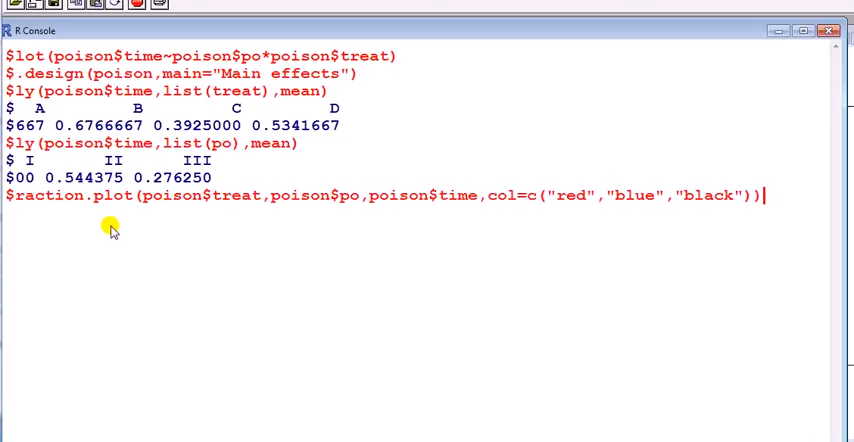 R Console
$lot(poison$time~poison$po*poison$treat)
$.design(poison,main="Main effects")
$ly(poison$time,list(treat),mean)
$ A B C D
$667 0.6766667 0.3925000 0.5341667
$ly(poison$time,list(po),mean)
$ I II III
$00 0.544375 0.276250
$raction.plot(poison$treat,poison$po,poison$time,col=c("red","blue","black"))